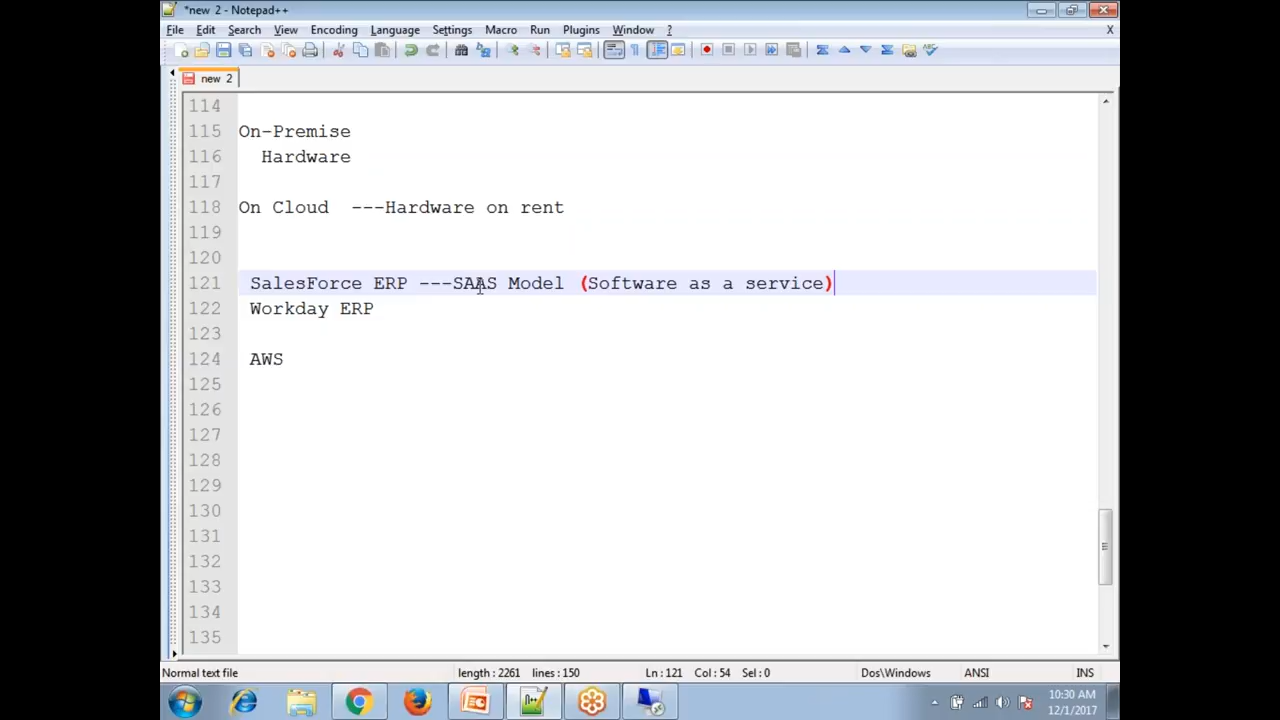 *new 2 - Notepad++
File Edit Search View Encoding Language Settings Macro Run Plugins Window ? X
new 2
114
115 On-Premise
116 Hardware
117
118 On Cloud ---Hardware on rent
119
120
121 SalesForce ERP ---SAAS Model (Software as a service)
122 Workday ERP
123
124 AWS
125
126
127
128
129
130
131
132
133
134
135
Normal text file length : 2261 lines : 150 Ln : 121 Col : 54 Sel : 0 Dos\Windows ANSI INS
10:30 AM
12/1/2017